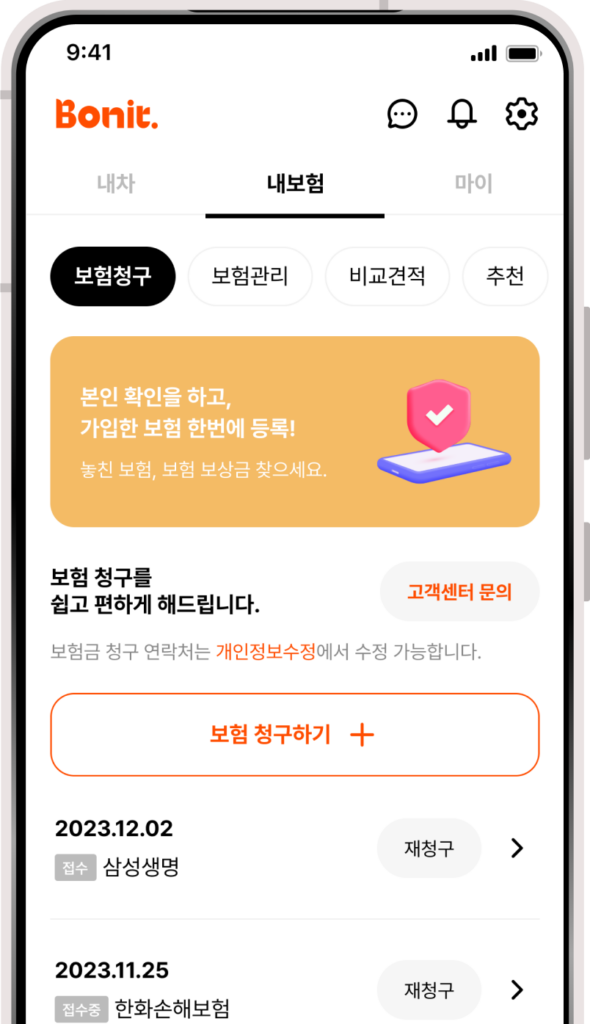 9:41
Bonit.
내차 내보험 마이
보험청구 보험관리 비교견적 추천
본인 확인을 하고,
가입한 보험 한번에 등록!
놓친 보험, 보험 보상금 찾으세요.
보험 청구를
쉽고 편하게 해드립니다.
고객센터 문의
보험금 청구 연락처는 개인정보수정에서 수정 가능합니다.
보험 청구하기 +
2023.12.02
접수 삼성생명
재청구
2023.11.25
접수중 한화손해보험
재청구